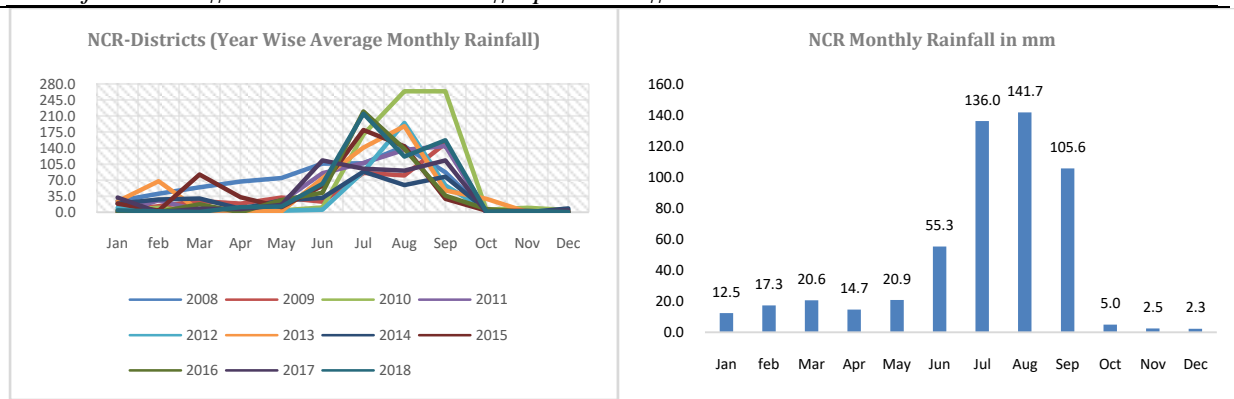 NCR-Districts (Year Wise Average Monthly Rainfall)
280.0
245.0
210.0
175.0
140.0
105.0
70.0
35.0
0.0
Jan feb Mar Apr May Jun Jul Aug Sep Oct Nov Dec
2008 2009 2010 2011
2012 2013 2014 2015
2016 2017 2018
NCR Monthly Rainfall in mm
160.0
140.0
120.0
100.0
80.0
60.0
40.0
20.0
0.0
12.5 17.3 20.6 14.7 20.9 55.3 136.0 141.7 105.6 5.0 2.5 2.3
Jan feb Mar Apr May Jun Jul Aug Sep Oct Nov Dec